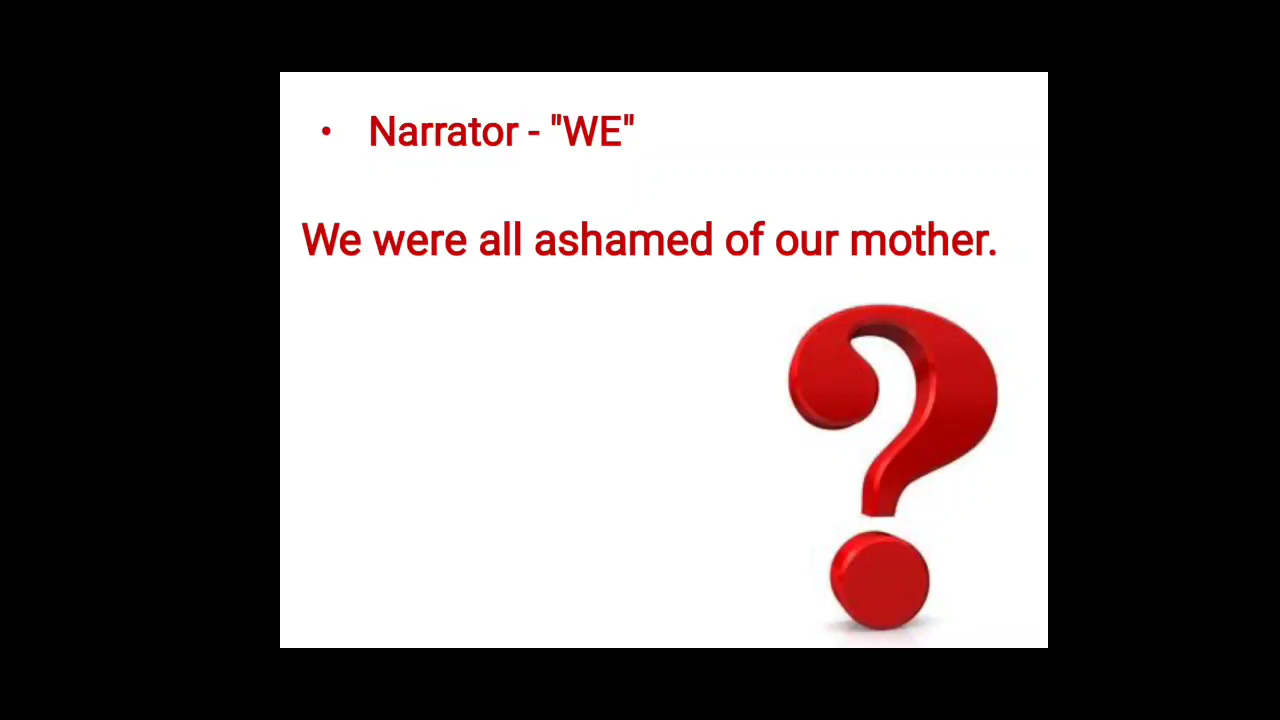 • Narrator - "WE"
We were all ashamed of our mother.